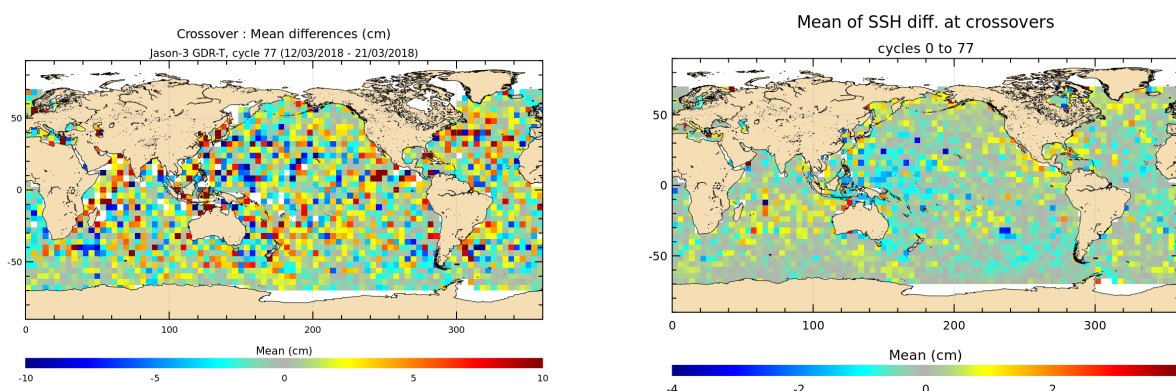 Crossover : Mean differences (cm)
Jason-3 GDR-T, cycle 77 (12/03/2018 - 21/03/2018)
50
0
-50
0 100 200 300
Mean (cm)
-10 -5 0 5 10
Mean of SSH diff. at crossovers
cycles 0 to 77
50
0
-50
0 100 200 300
Mean (cm)
-4 -2 0 2